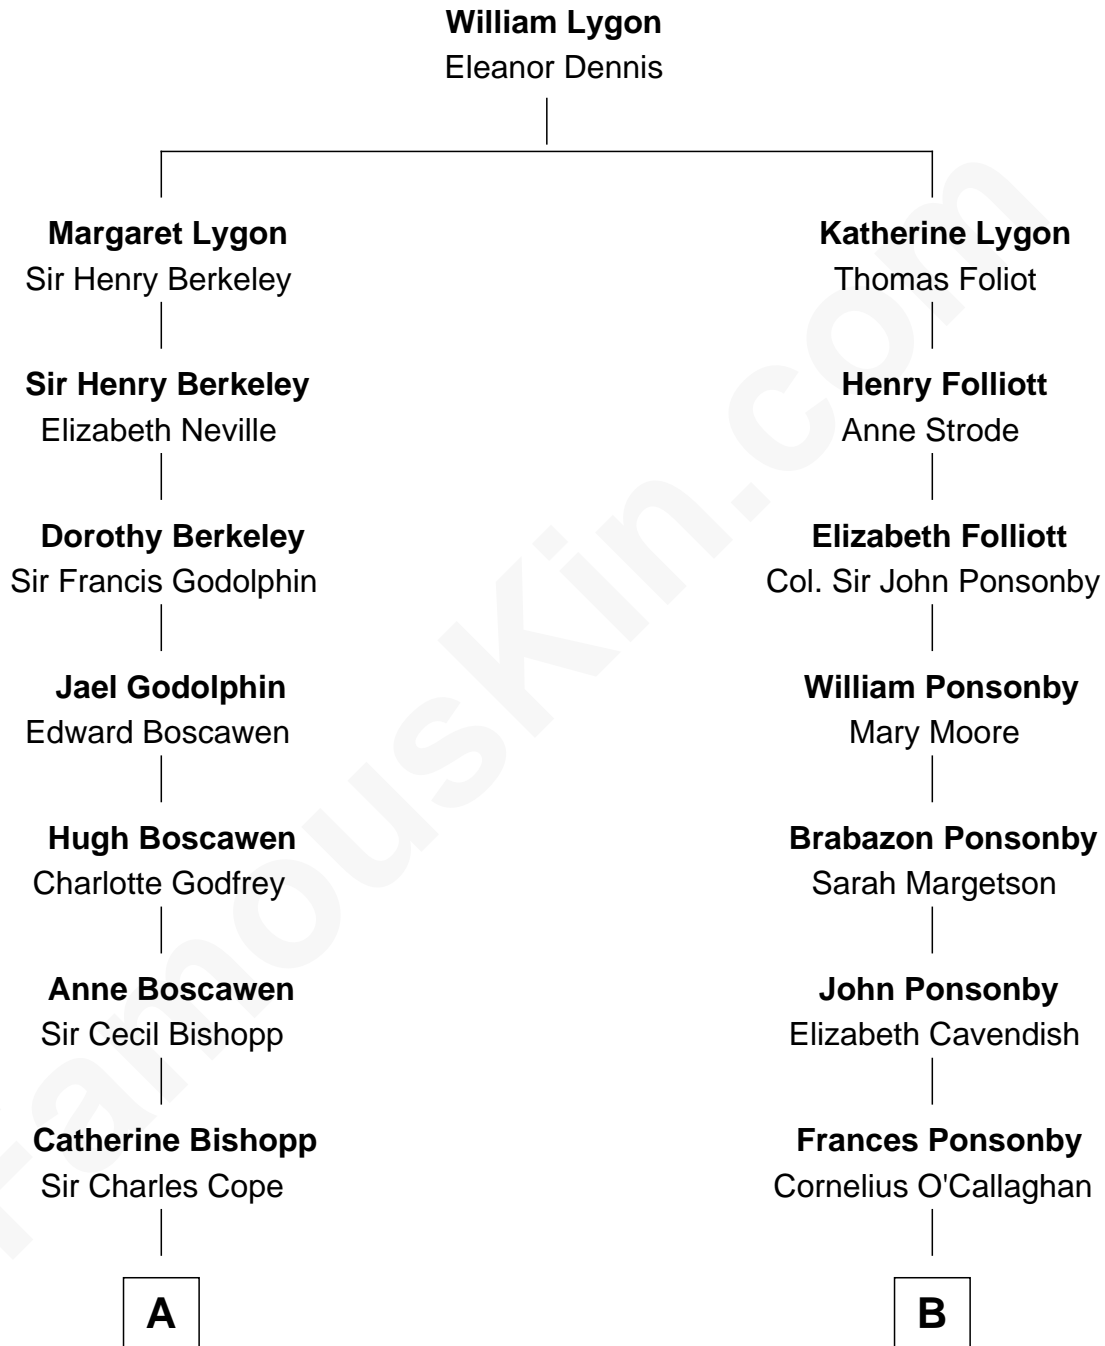 William Lygon
Eleanor Dennis
Margaret Lygon
Sir Henry Berkeley
Katherine Lygon
Thomas Foliot
Sir Henry Berkeley
Elizabeth Neville
Henry Folliott
Anne Strode
Dorothy Berkeley
Sir Francis Godolphin
Elizabeth Folliott
Col. Sir John Ponsonby
Jael Godolphin
Edward Boscawen
William Ponsonby
Mary Moore
Hugh Boscawen
Charlotte Godfrey
Brabazon Ponsonby
Sarah Margetson
Anne Boscawen
Sir Cecil Bishopp
John Ponsonby
Elizabeth Cavendish
Catherine Bishopp
Sir Charles Cope
Frances Ponsonby
Cornelius O'Callaghan
A
B
FamousKin.com